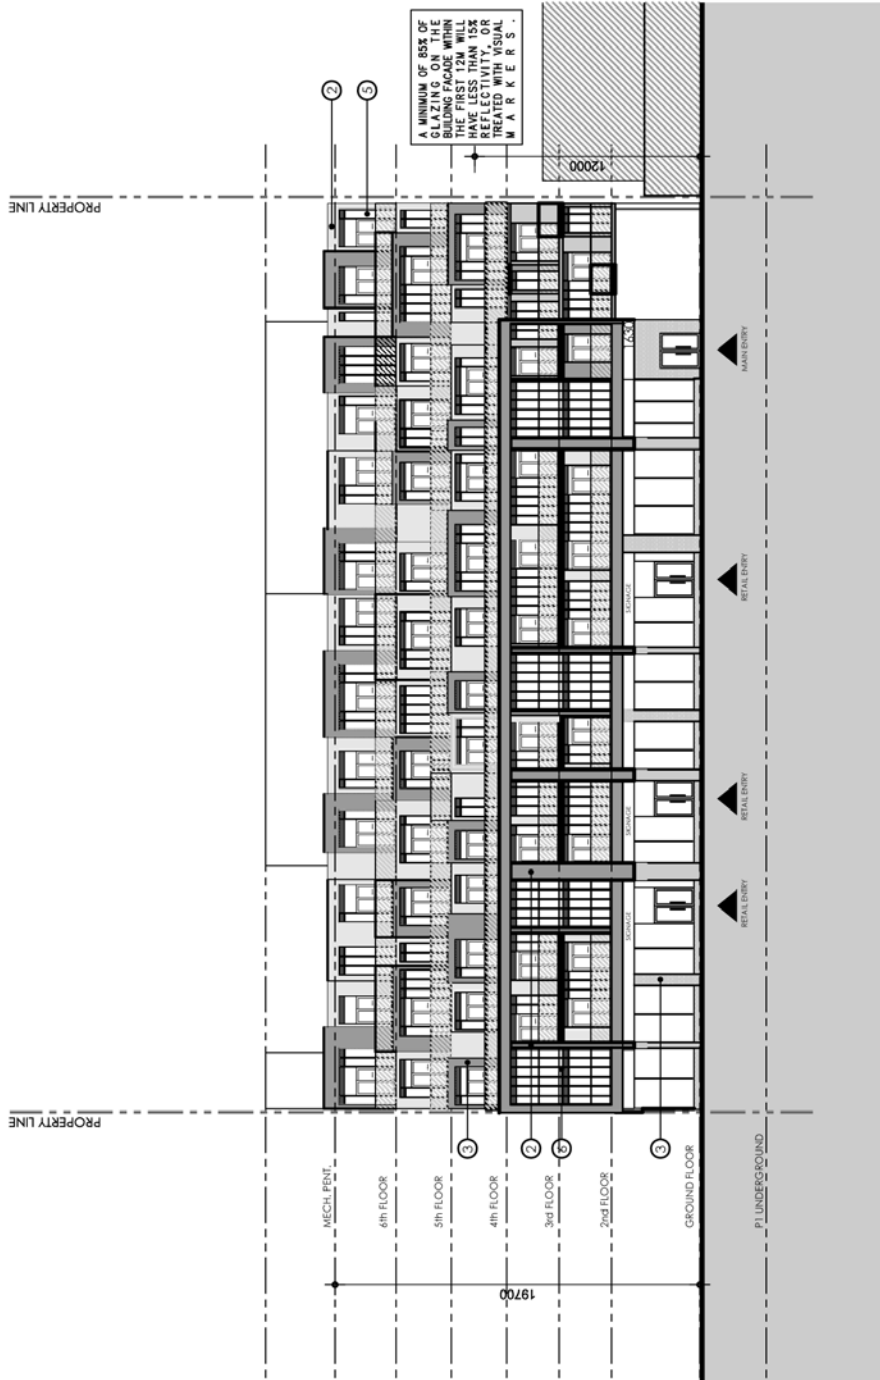 PROPERTY LINE
PROPERTY LINE
2
5
A MINIMUM OF 85% OF
GLAZING ON THE
BUILDING FACADE WITHIN
THE FIRST 12M WILL
HAVE LESS THAN 15%
REFLECTIVITY, OR
TREATED WITH VISUAL
MARKERS.
12000
MECH. PENT.
6th FLOOR
5th FLOOR
4th FLOOR
3rd FLOOR
2nd FLOOR
GROUND FLOOR
P1 UNDERGROUND
19700
3
2
6
3
SIGNAGE
SIGNAGE
SIGNAGE
630
RETAIL ENTRY
RETAIL ENTRY
RETAIL ENTRY
MAIN ENTRY